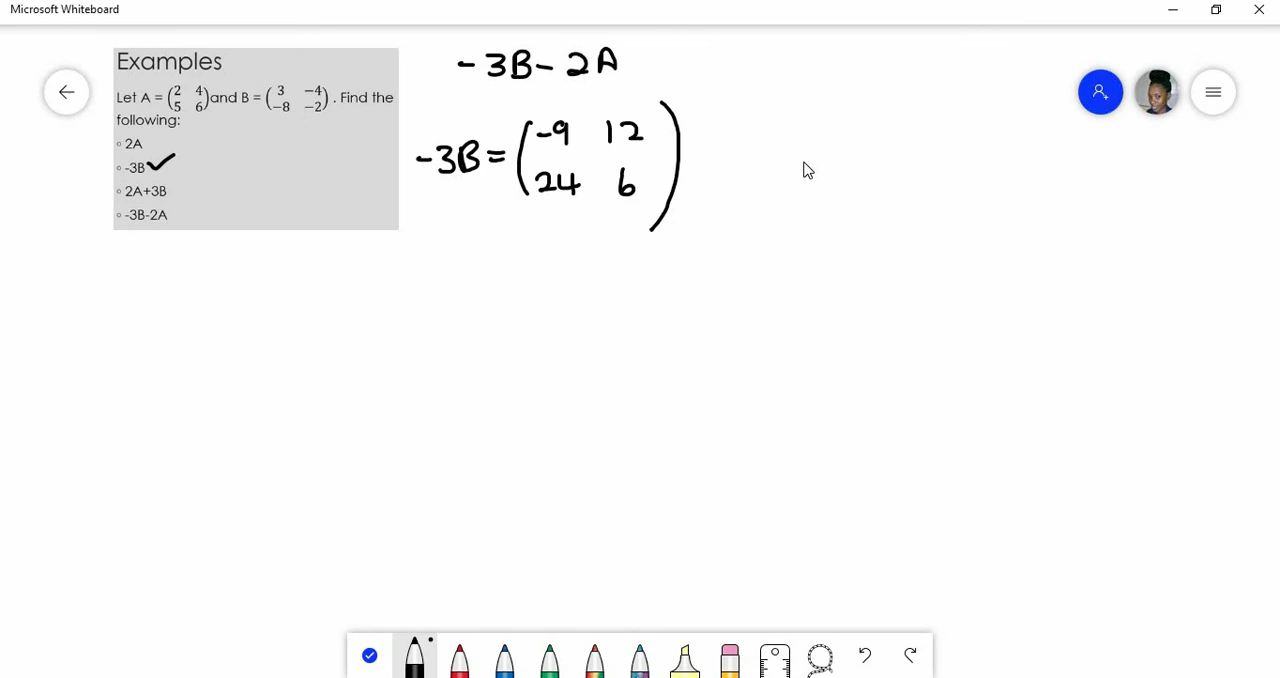 Microsoft Whiteboard
Examples
Let A = (2 4
5 6) and B = (3 −4
−8 −2) . Find the
following:
◦ 2A
◦ -3B
◦ 2A+3B
◦ -3B-2A
-3B-2A
-3B = (-9 12
24 6)